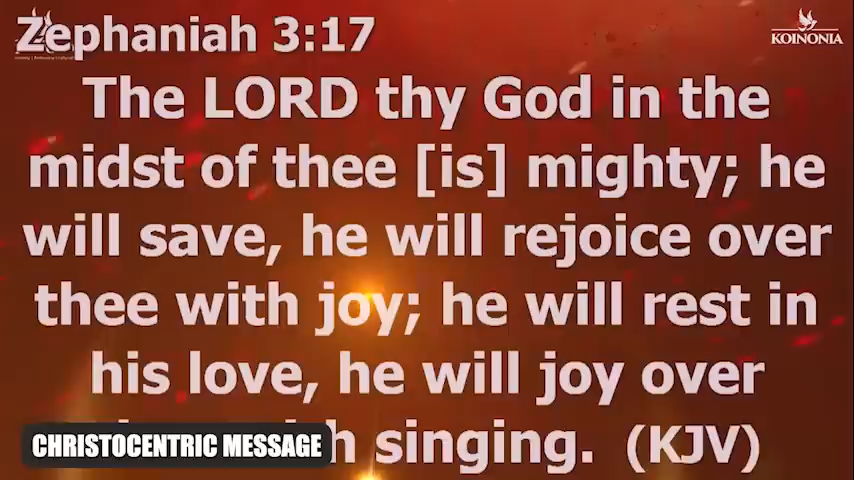 Zephaniah 3:17
KOINONIA
The LORD thy God in the
midst of thee [is] mighty; he
will save, he will rejoice over
thee with joy; he will rest in
his love, he will joy over
singing. (KJV)
CHRISTOCENTRIC MESSAGE